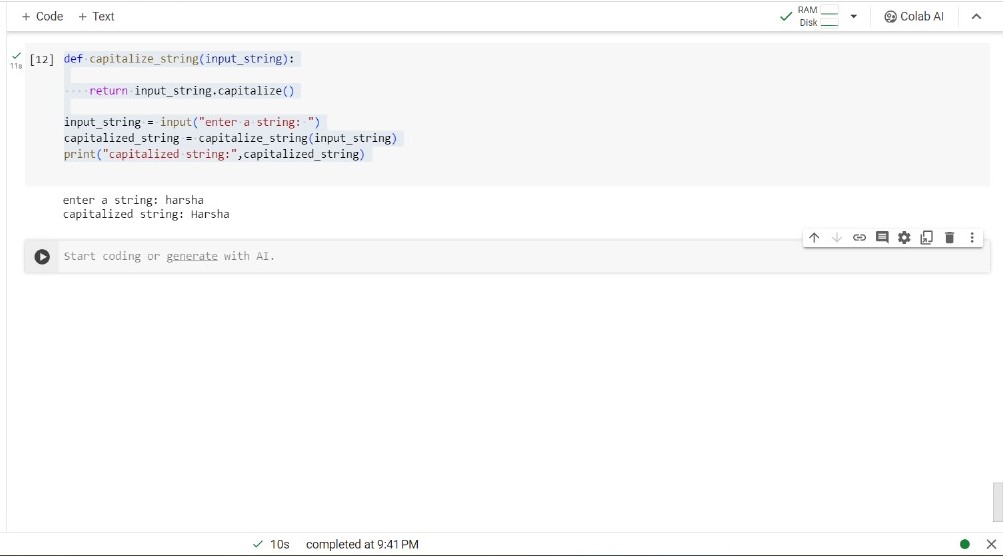 + Code + Text
RAM
Disk
Colab AI
11s
[12] def capitalize_string(input_string):
return input_string.capitalize()
input_string = input("enter a string: ")
capitalized_string = capitalize_string(input_string)
print("capitalized string:",capitalized_string)
enter a string: harsha
capitalized string: Harsha
Start coding or generate with AI.
10s completed at 9:41 PM